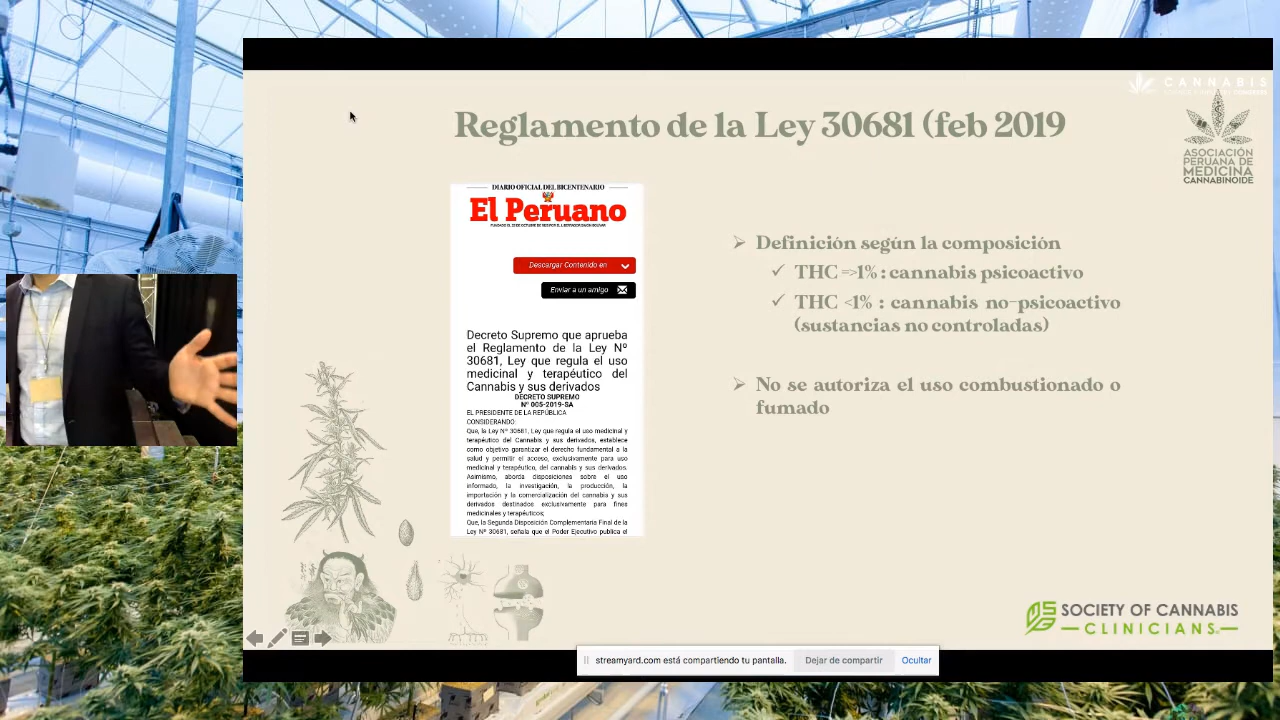 CANNABIS
Reglamento de la Ley 30681 (feb 2019
ASOCIACIÓN
PERUANA DE
MEDICINA
CANNABINOIDE
DIARIO OFICIAL DEL BICENTENARIO
El Peruano
Descargar Contenido en
Enviar a un amigo
Decreto Supremo que aprueba
el Reglamento de la Ley Nº
30681, Ley que regula el uso
medicinal y terapéutico del
Cannabis y sus derivados
DECRETO SUPREMO
Nº 005-2019-SA
EL PRESIDENTE DE LA REPÚBLICA
CONSIDERANDO:
Que, la Ley Nº 30681, Ley que regula el uso medicinal y
terapéutico del Cannabis y sus derivados, establece
como objetivo garantizar el derecho fundamental a la
salud y permitir el acceso, exclusivamente para uso
medicinal y terapéutico, del cannabis y sus derivados.
Asimismo, aborda disposiciones sobre el uso
informado, la investigación, la producción, la
importación y la comercialización del cannabis y sus
derivados destinados exclusivamente para fines
medicinales y terapéuticos;
Que, la Segunda Disposición Complementaria Final de la
Ley Nº 30681, señala que el Poder Ejecutivo publica el
➢ Definición según la composición
✓ THC =>1% : cannabis psicoactivo
✓ THC <1% : cannabis no-psicoactivo
(sustancias no controladas)
➢ No se autoriza el uso combustionado o
fumado
SOCIETY OF CANNABIS
CLINICIANS
streamyard.com está compartiendo tu pantalla.
Dejar de compartir
Ocultar